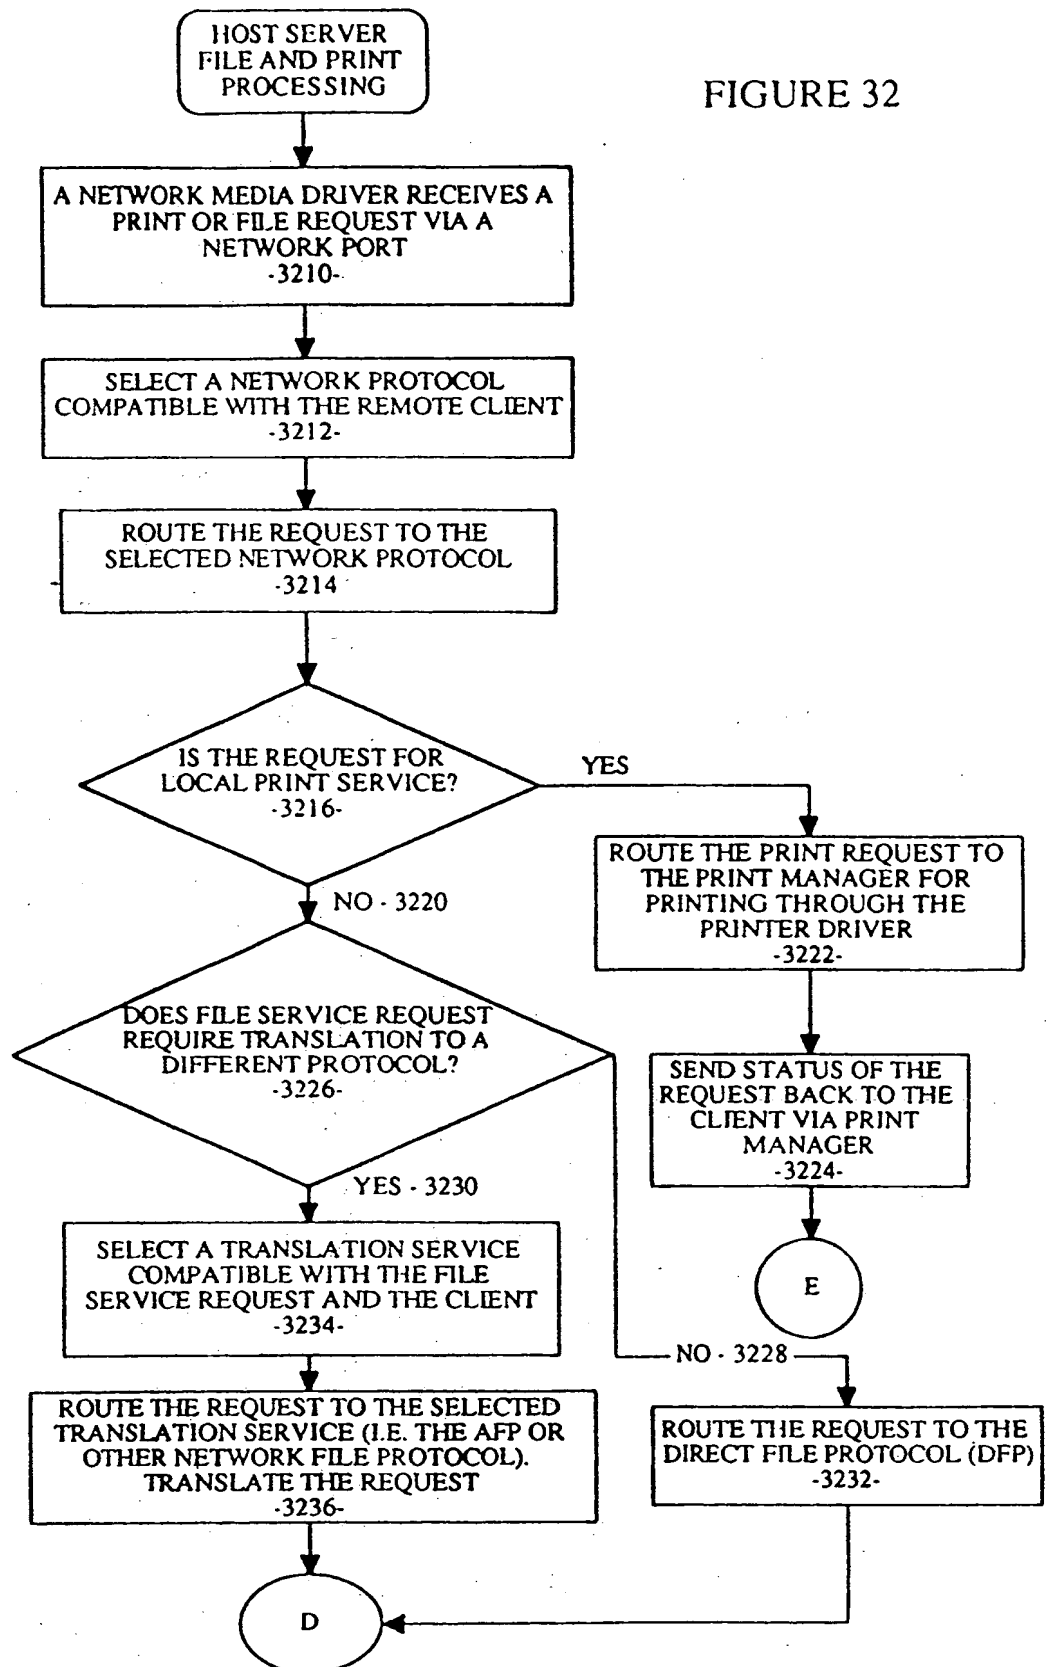 HOST SERVER
FILE AND PRINT
PROCESSING
FIGURE 32
A NETWORK MEDIA DRIVER RECEIVES A
PRINT OR FILE REQUEST VIA A
NETWORK PORT
-3210-
SELECT A NETWORK PROTOCOL
COMPATIBLE WITH THE REMOTE CLIENT
-3212-
ROUTE THE REQUEST TO THE
SELECTED NETWORK PROTOCOL
-3214
IS THE REQUEST FOR
LOCAL PRINT SERVICE?
-3216-
YES
NO - 3220
ROUTE THE PRINT REQUEST TO
THE PRINT MANAGER FOR
PRINTING THROUGH THE
PRINTER DRIVER
-3222-
DOES FILE SERVICE REQUEST
REQUIRE TRANSLATION TO A
DIFFERENT PROTOCOL?
-3226-
SEND STATUS OF THE
REQUEST BACK TO THE
CLIENT VIA PRINT
MANAGER
-3224-
YES - 3230
E
SELECT A TRANSLATION SERVICE
COMPATIBLE WITH THE FILE
SERVICE REQUEST AND THE CLIENT
-3234-
NO - 3228
ROUTE THE REQUEST TO THE SELECTED
TRANSLATION SERVICE (I.E. THE AFP OR
OTHER NETWORK FILE PROTOCOL).
TRANSLATE THE REQUEST
-3236-
ROUTE THE REQUEST TO THE
DIRECT FILE PROTOCOL (DFP)
-3232-
D